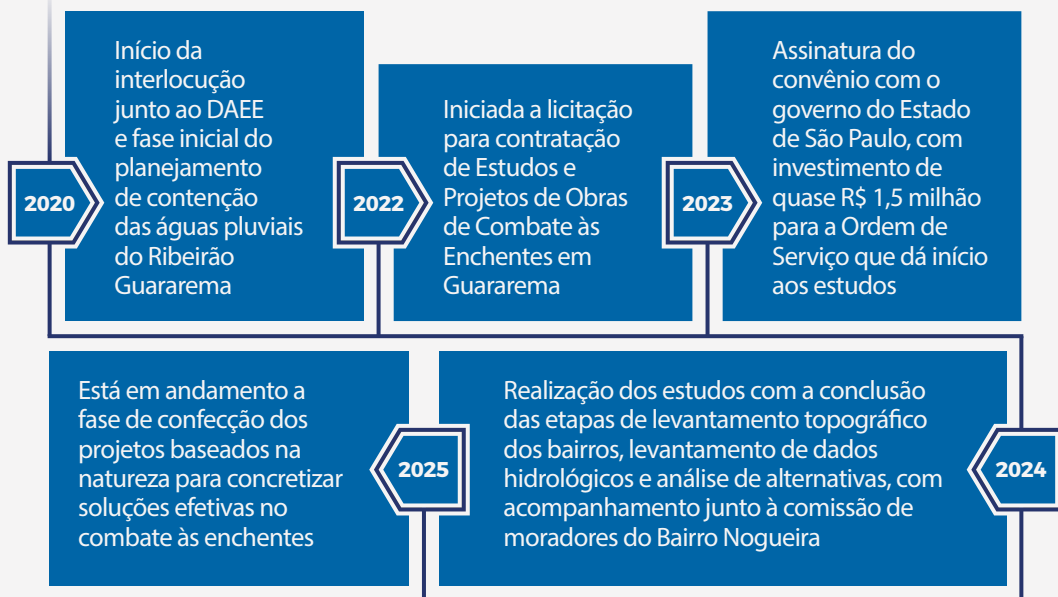 2020
Início da
interlocução
junto ao DAEE
e fase inicial do
planejamento
de contenção
das águas pluviais
do Ribeirão
Guararema
2022
Iniciada a licitação
para contratação
de Estudos e
Projetos de Obras
de Combate às
Enchentes em
Guararema
2023
Assinatura do
convênio com o
governo do Estado
de São Paulo, com
investimento de
quase R$ 1,5 milhão
para a Ordem de
Serviço que dá início
aos estudos
2024
Realização dos estudos com a conclusão
das etapas de levantamento topográfico
dos bairros, levantamento de dados
hidrológicos e análise de alternativas, com
acompanhamento junto à comissão de
moradores do Bairro Nogueira
2025
Está em andamento a
fase de confecção dos
projetos baseados na
natureza para concretizar
soluções efetivas no
combate às enchentes